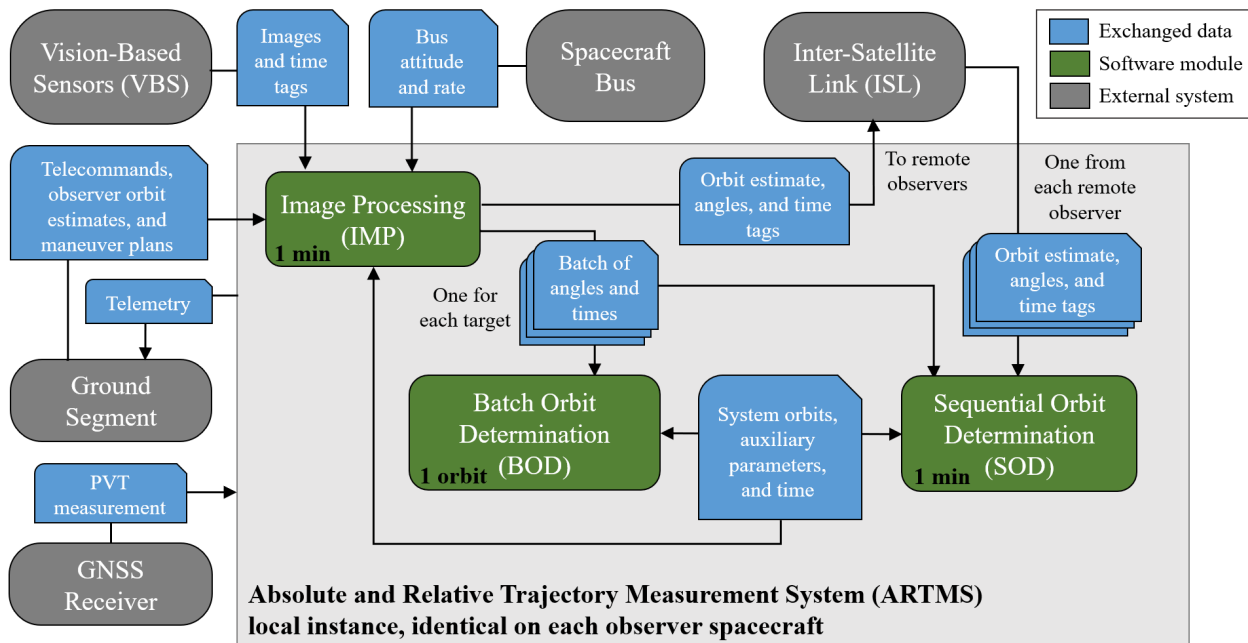 Vision-Based
Sensors (VBS)
Images
and time
tags
Bus
attitude
and rate
Spacecraft
Bus
Inter-Satellite
Link (ISL)
Exchanged data
Software module
External system
Telecommands,
observer orbit
estimates, and
maneuver plans
Image Processing
(IMP)
1 min
Orbit estimate,
angles, and time
tags
To remote
observers
One from
each remote
observer
Telemetry
One for
each target
Batch of
angles and
times
Orbit estimate,
angles, and
time tags
Ground
Segment
Batch Orbit
Determination
(BOD)
1 orbit
System orbits,
auxiliary
parameters,
and time
Sequential Orbit
Determination
(SOD)
1 min
PVT
measurement
GNSS
Receiver
Absolute and Relative Trajectory Measurement System (ARTMS)
local instance, identical on each observer spacecraft